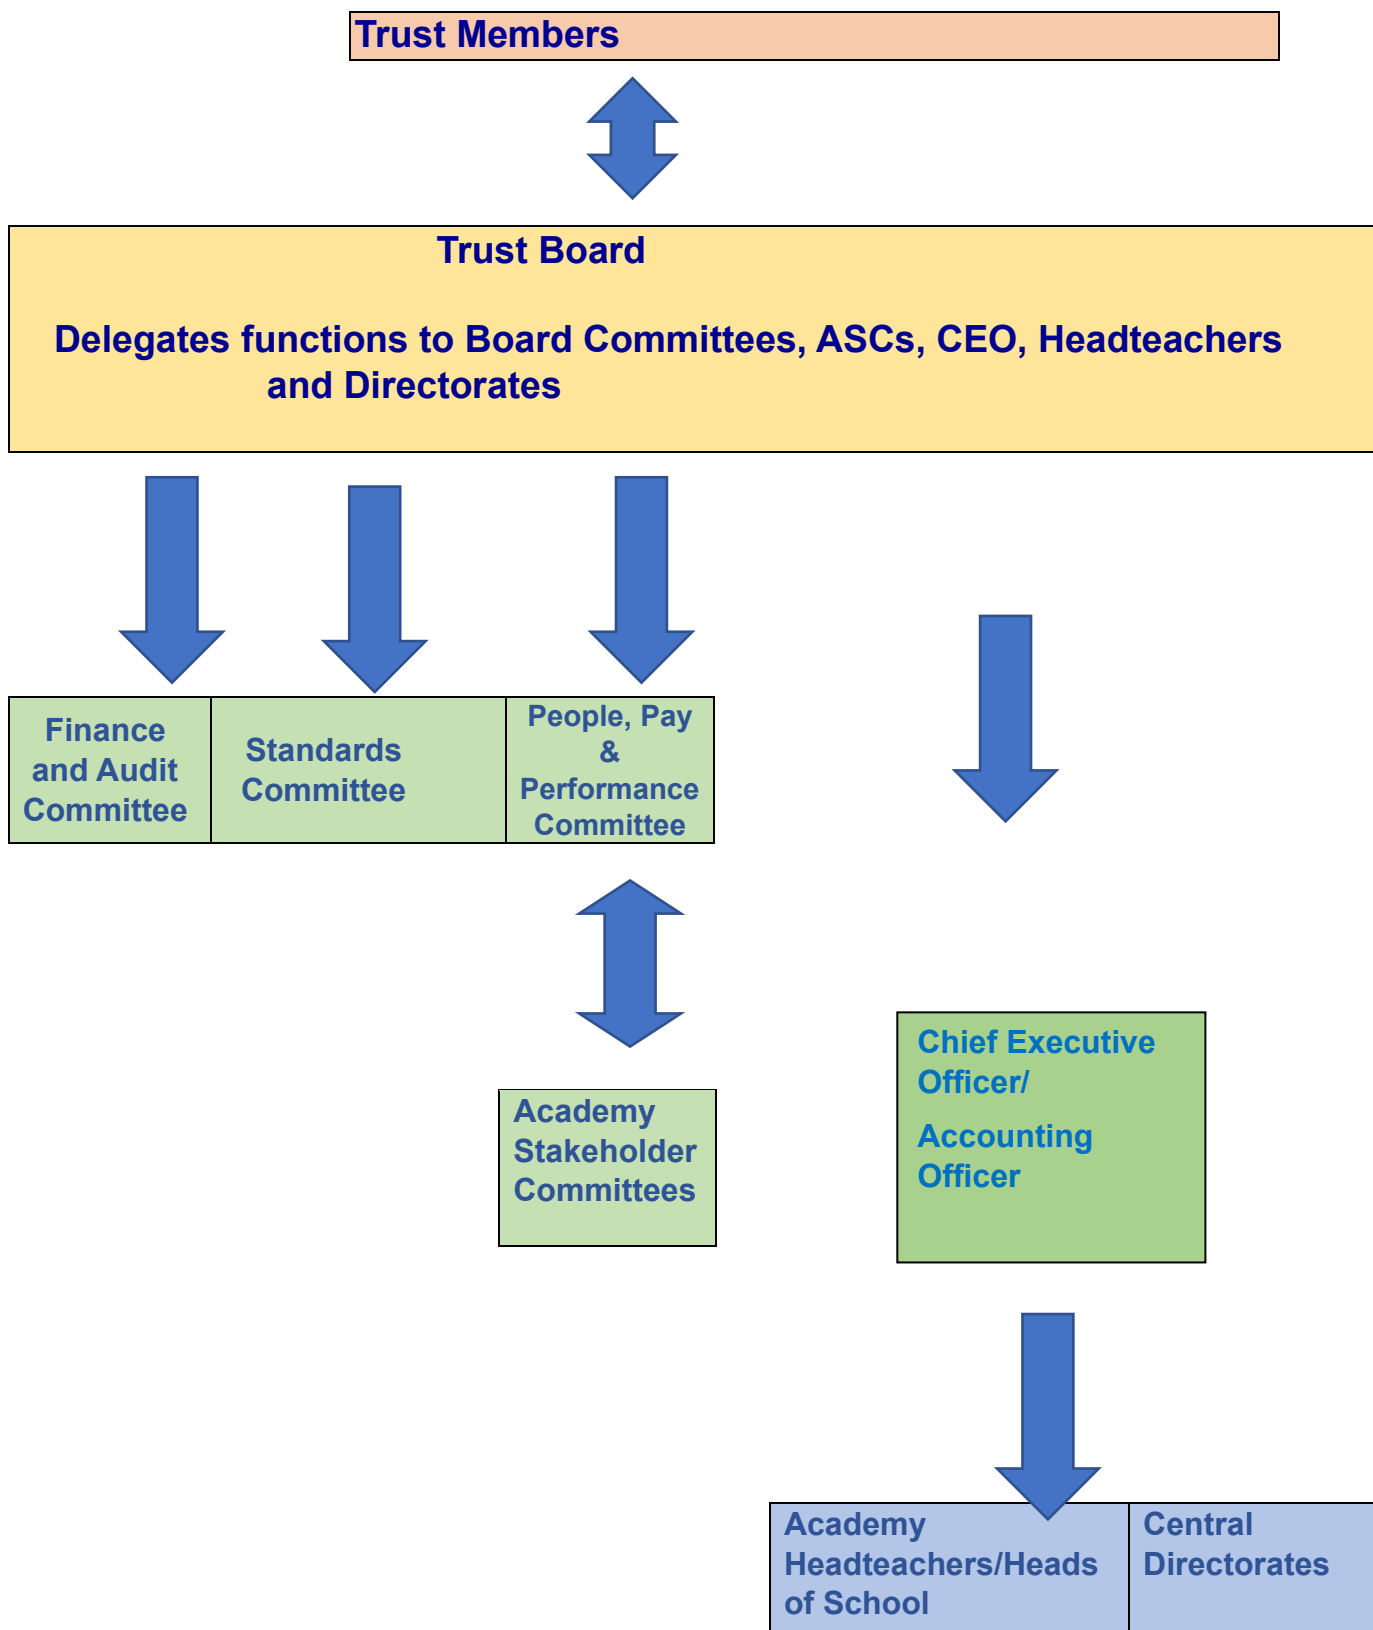 Trust Members
Trust Board
Delegates functions to Board Committees, ASCs, CEO, Headteachers
and Directorates
Finance
and Audit
Committee
Standards
Committee
People, Pay
&
Performance
Committee
Academy
Stakeholder
Committees
Chief Executive
Officer/
Accounting
Officer
Academy
Headteachers/Heads
of School
Central
Directorates